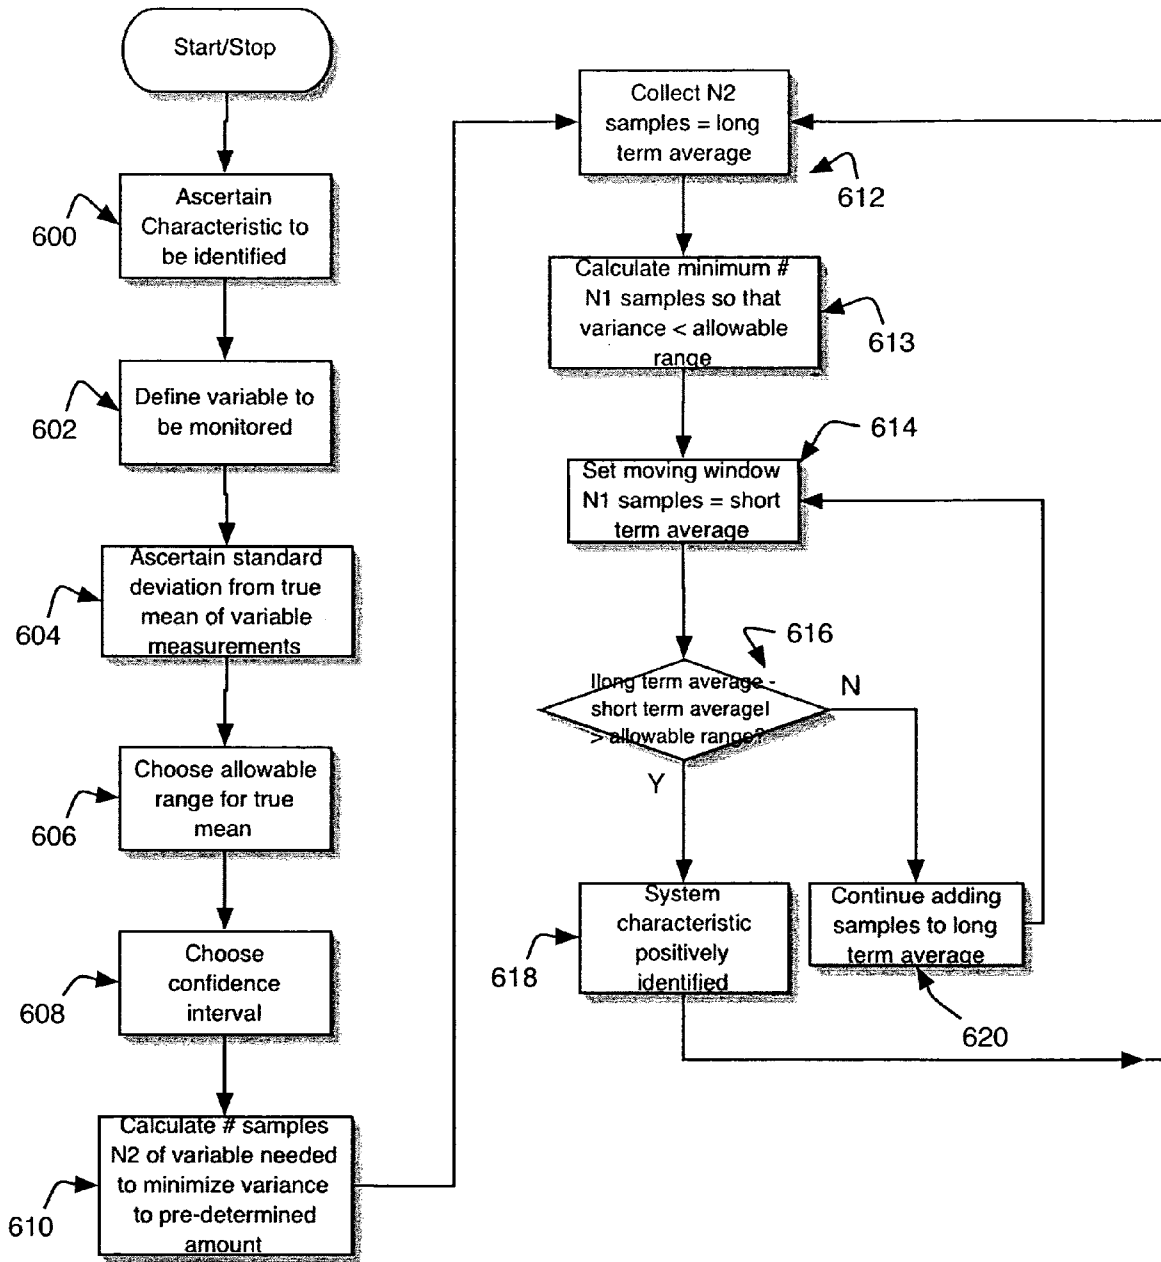 Start/Stop
Ascertain
Characteristic to
be identified
600
Define variable to
be monitored
602
Ascertain standard
deviation from true
mean of variable
measurements
604
Choose allowable
range for true
mean
606
Choose
confidence
interval
608
Calculate # samples
N2 of variable needed
to minimize variance
to pre-determined
amount
610
Collect N2
samples = long
term average
612
Calculate minimum #
N1 samples so that
variance < allowable
range
613
614
Set moving window
N1 samples = short
term average
616
|long term average -
short term average|
> allowable range?
N
Y
System
characteristic
positively
identified
618
Continue adding
samples to long
term average
620